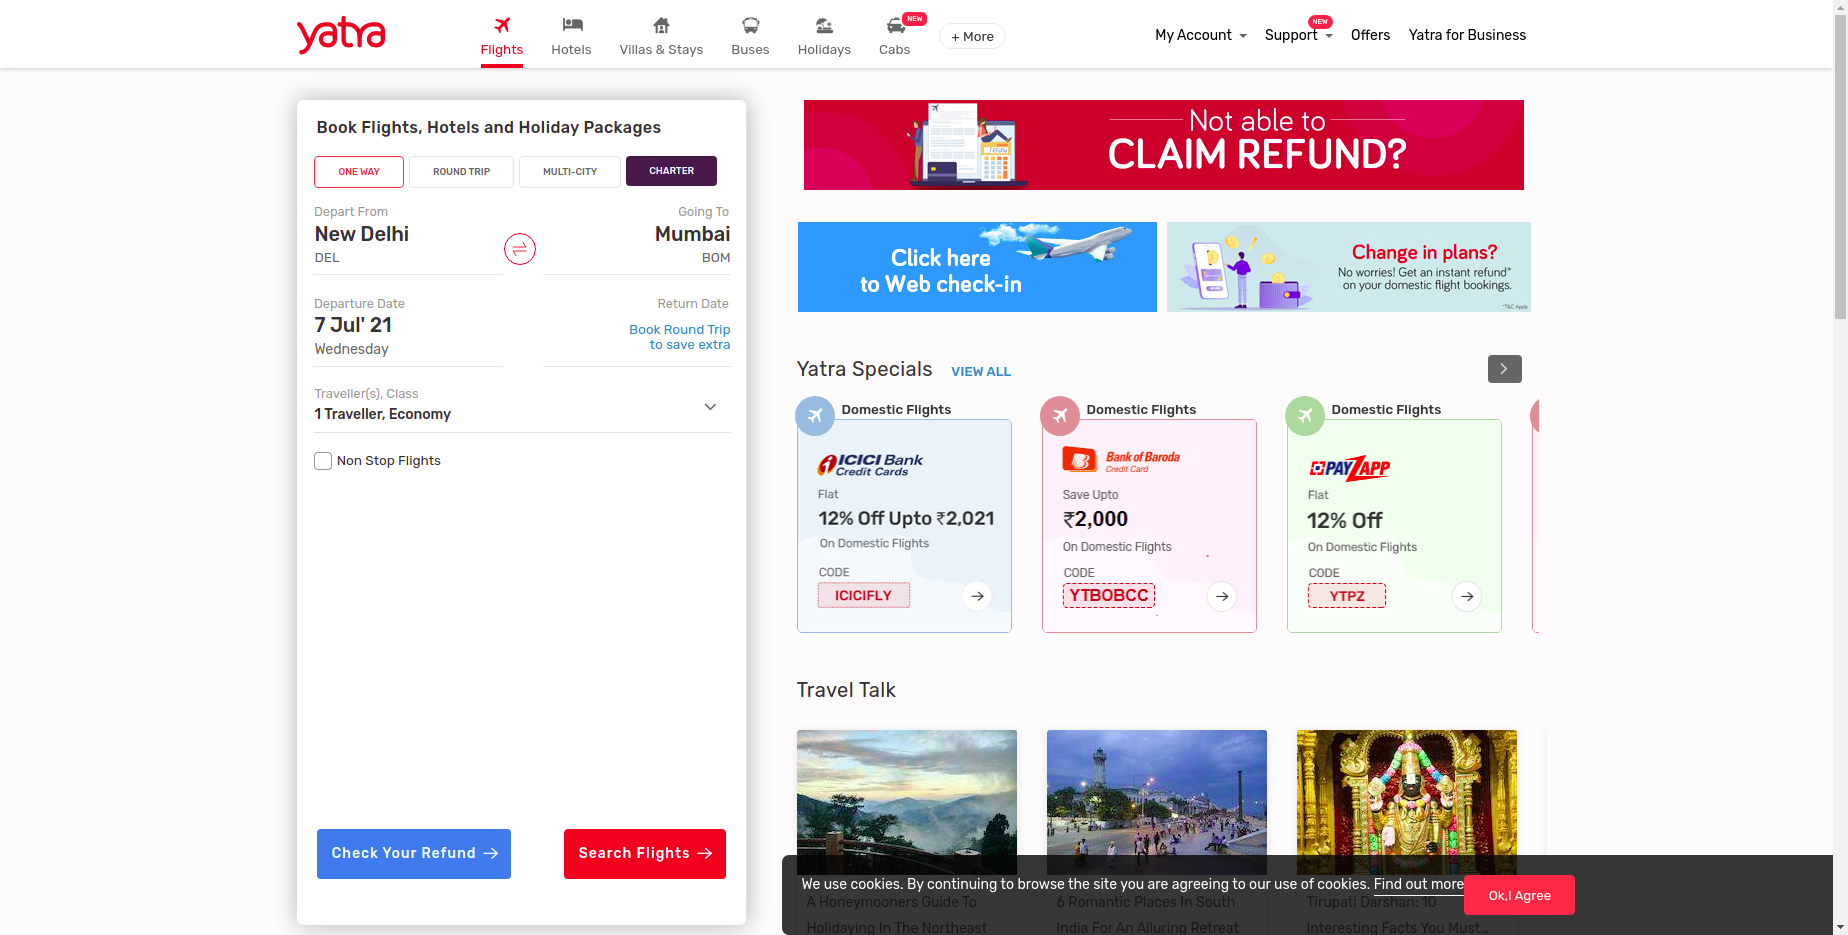 yatra
Flights
Hotels
Villas & Stays
Buses
Holidays
NEW
Cabs
+ More
My Account
NEW
Support
Offers
Yatra for Business
Book Flights, Hotels and Holiday Packages
ONE WAY
ROUND TRIP
MULTI-CITY
CHARTER
Depart From
New Delhi
DEL
Going To
Mumbai
BOM
Departure Date
7 Jul' 21
Wednesday
Return Date
Book Round Trip
to save extra
Traveller(s), Class
1 Traveller, Economy
Non Stop Flights
Check Your Refund
Search Flights
Not able to
CLAIM REFUND?
Click here
to Web check-in
Change in plans?
No worries! Get an instant refund*
on your domestic flight bookings.
*T&C Apply
Yatra Specials
VIEW ALL
Domestic Flights
ICICI Bank
Credit Cards
Flat
12% Off Upto ₹2,021
On Domestic Flights
CODE
ICICIFLY
Domestic Flights
Bank of Baroda
Credit Card
Save Upto
₹2,000
On Domestic Flights
CODE
YTBOBCC
Domestic Flights
PAYZAPP
Flat
12% Off
On Domestic Flights
CODE
YTPZ
Travel Talk
We use cookies. By continuing to browse the site you are agreeing to our use of cookies. Find out more
Ok,I Agree
A Honeymooners Guide To
Holidaying In The Northeast
6 Romantic Places In South
India For An Alluring Retreat
Tirupati Darshan: 10
Interesting Facts You Must...